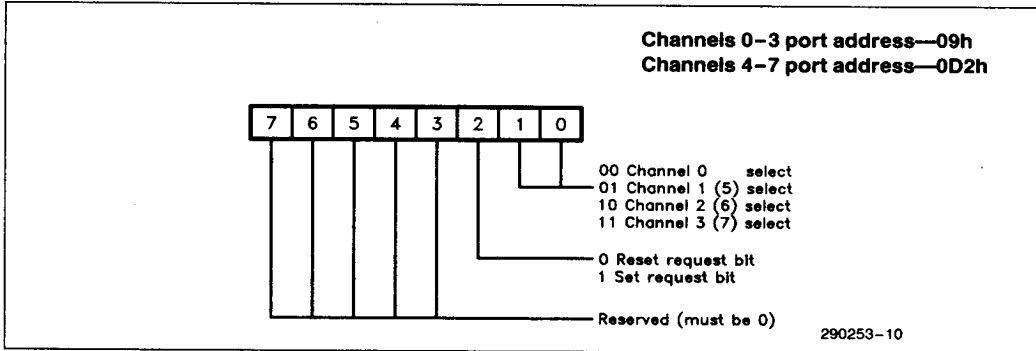 Channels 0–3 port address—09h
Channels 4–7 port address—0D2h
7 6 5 4 3 2 1 0
00 Channel 0 select
01 Channel 1 (5) select
10 Channel 2 (6) select
11 Channel 3 (7) select
0 Reset request bit
1 Set request bit
Reserved (must be 0)
290253–10